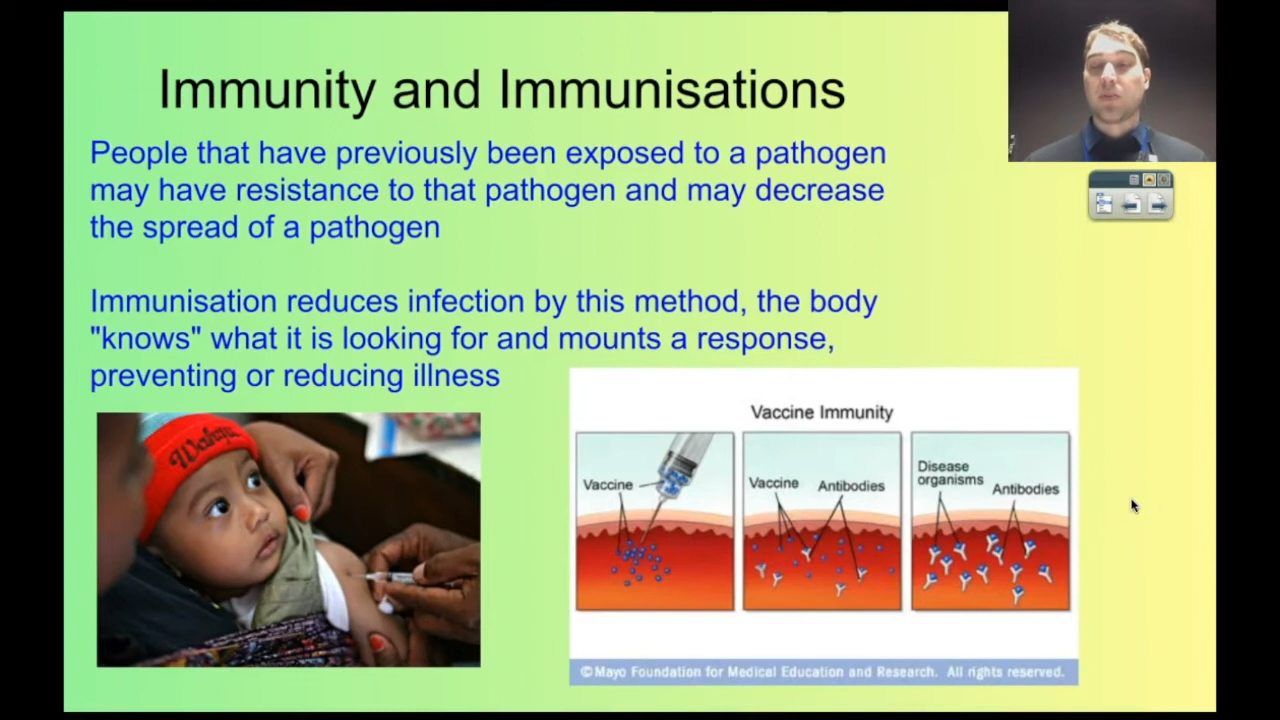 Immunity and Immunisations
People that have previously been exposed to a pathogen
may have resistance to that pathogen and may decrease
the spread of a pathogen
Immunisation reduces infection by this method, the body
"knows" what it is looking for and mounts a response,
preventing or reducing illness
Vaccine Immunity
Vaccine
Vaccine
Antibodies
Disease
organisms
Antibodies
©Mayo Foundation for Medical Education and Research. All rights reserved.